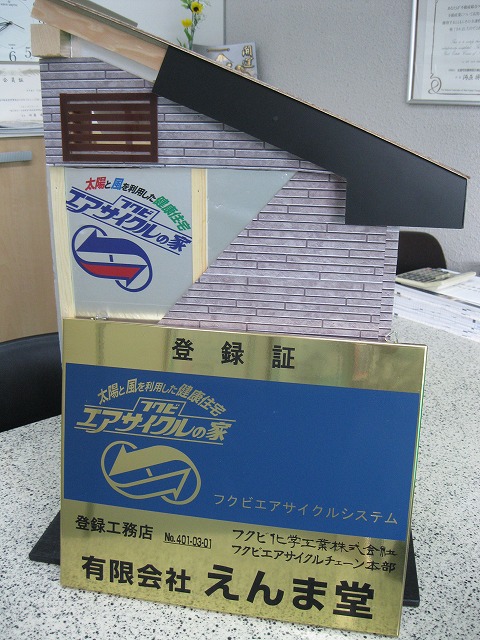 太陽と風を利用した健康住宅
フクビ
エアサイクルの家
登録証
太陽と風を利用した健康住宅
フクビ
エアサイクルの家
フクビエアサイクルシステム
登録工務店 No.401-03-01
フクビ化学工業株式会社
フクビエアサイクルチェーン本部
有限会社 えんま堂